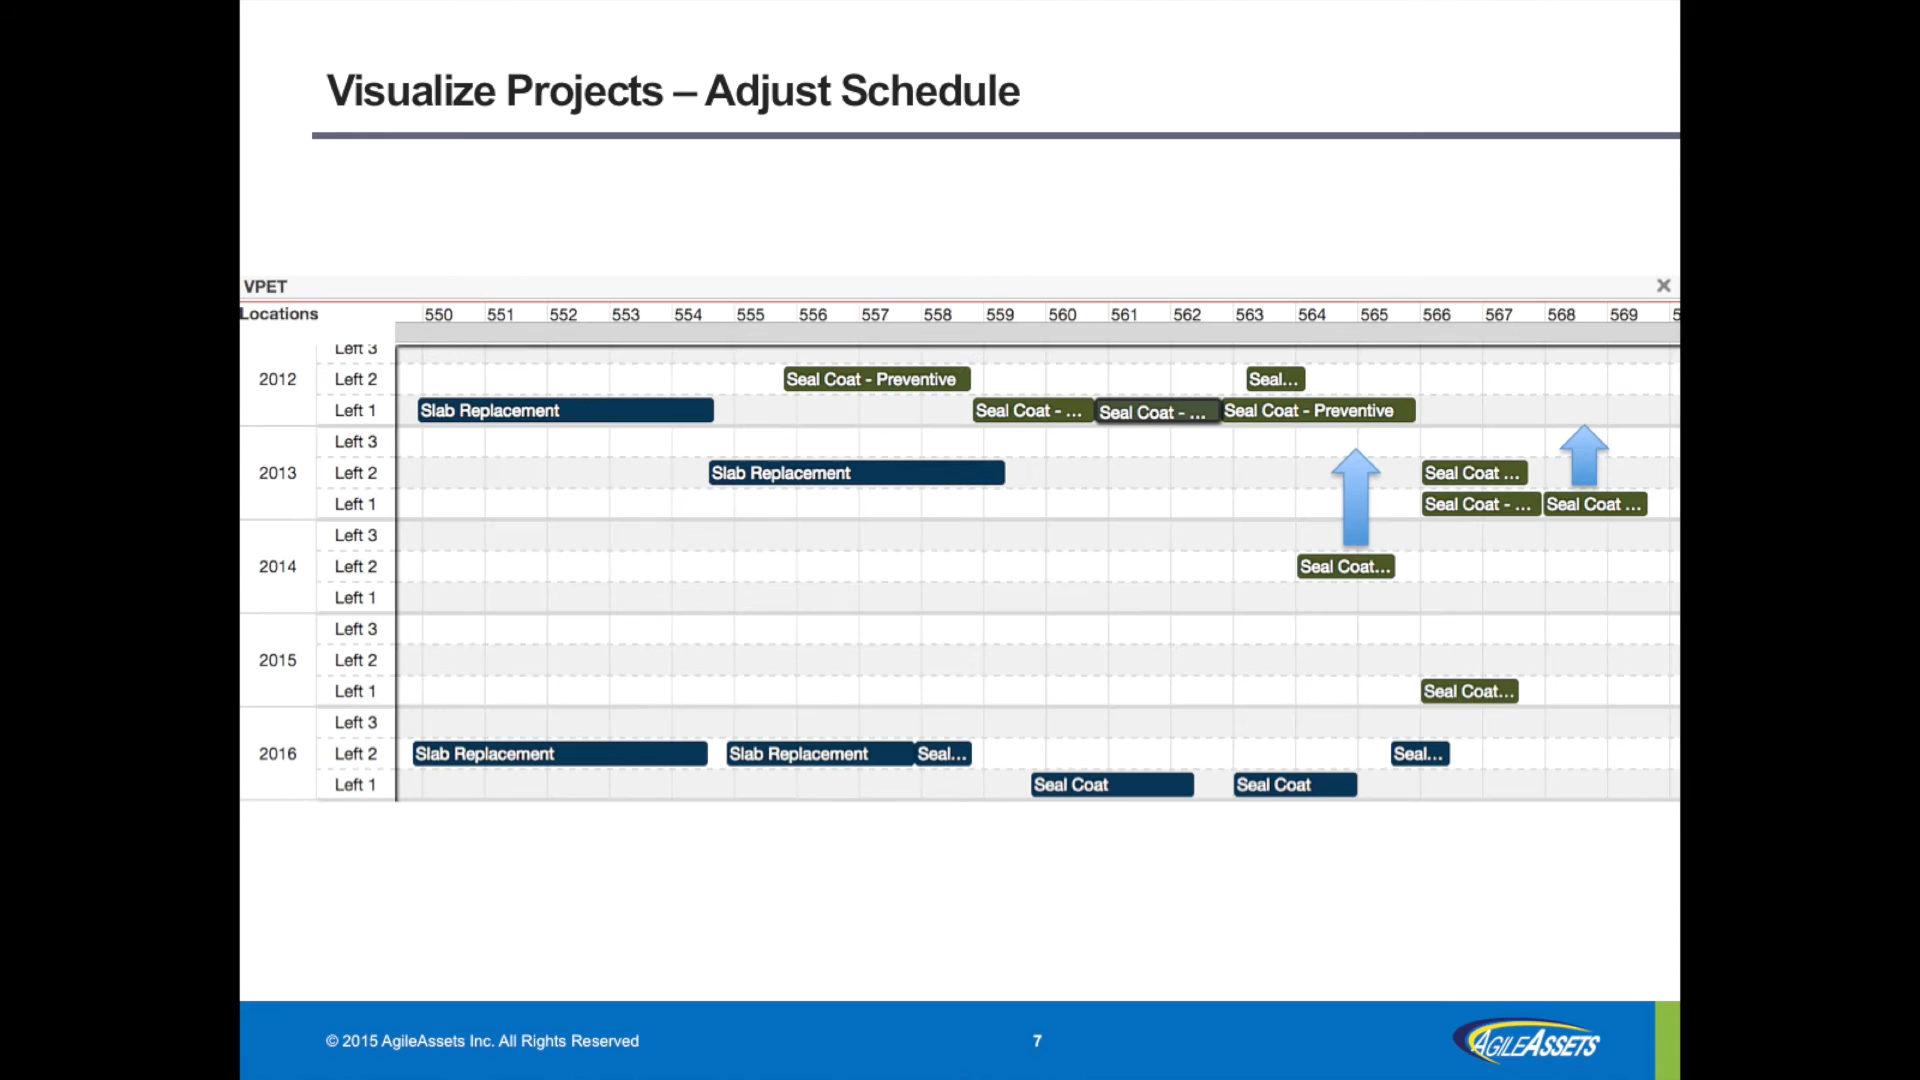 Visualize Projects – Adjust Schedule
VPET
Locations 550 551 552 553 554 555 556 557 558 559 560 561 562 563 564 565 566 567 568 569 5
Left 3
2012 Left 2 Seal Coat - Preventive Seal...
Left 1 Slab Replacement Seal Coat - ... Seal Coat - ... Seal Coat - Preventive
Left 3
2013 Left 2 Slab Replacement Seal Coat ...
Left 1 Seal Coat - ... Seal Coat ...
Left 3
2014 Left 2 Seal Coat...
Left 1
Left 3
2015 Left 2
Left 1 Seal Coat...
Left 3
2016 Left 2 Slab Replacement Slab Replacement Seal... Seal...
Left 1 Seal Coat Seal Coat
© 2015 AgileAssets Inc. All Rights Reserved 7 AGILEASSETS